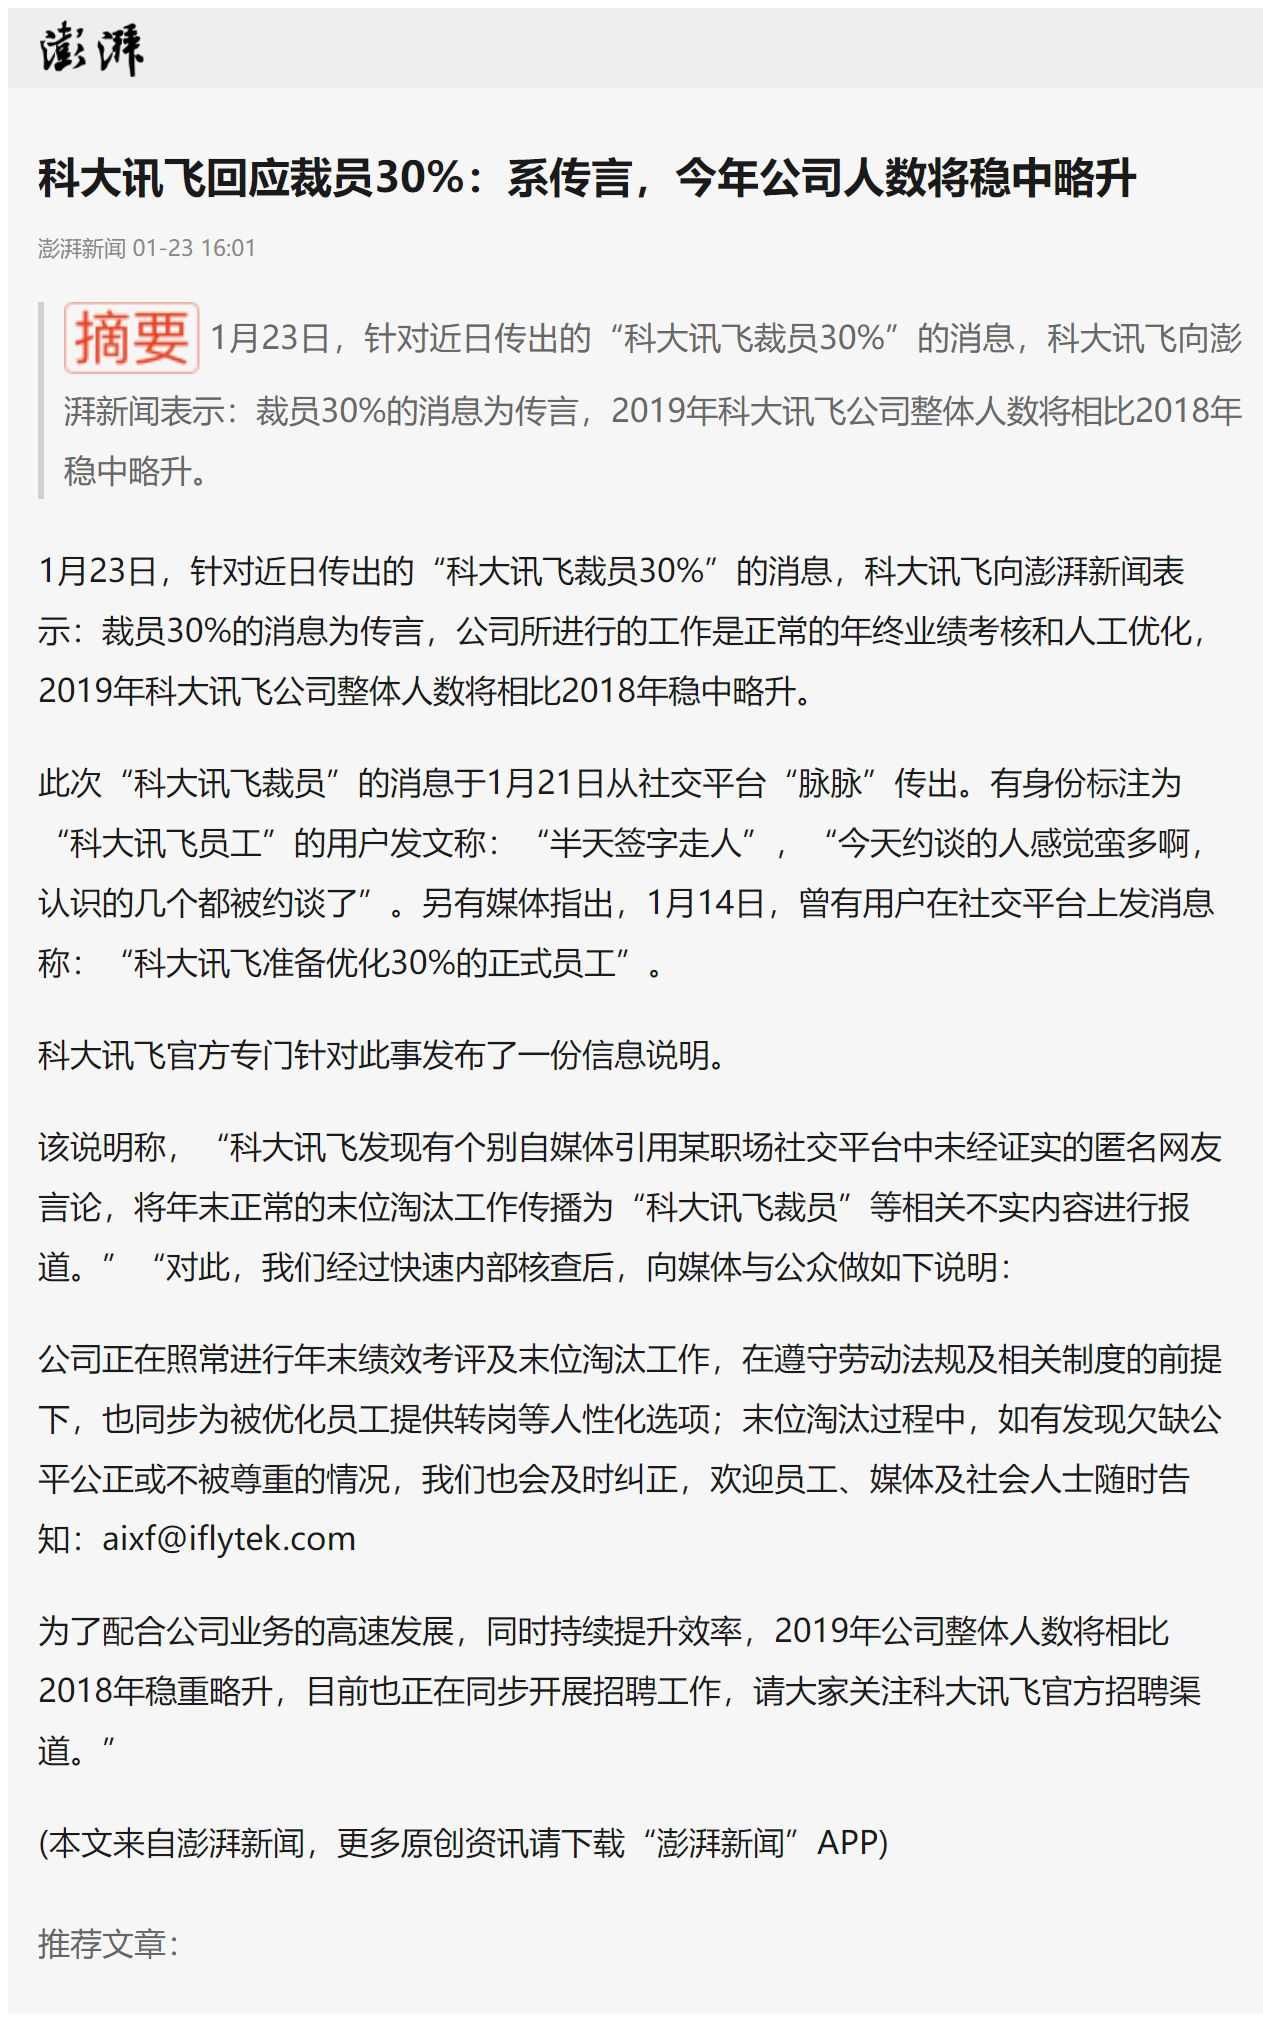 澎湃
科大讯飞回应裁员30%：系传言，今年公司人数将稳中略升
澎湃新闻 01-23 16:01
摘要 1月23日，针对近日传出的“科大讯飞裁员30%”的消息，科大讯飞向澎
湃新闻表示：裁员30%的消息为传言，2019年科大讯飞公司整体人数将相比2018年
稳中略升。
1月23日，针对近日传出的“科大讯飞裁员30%”的消息，科大讯飞向澎湃新闻表
示：裁员30%的消息为传言，公司所进行的工作是正常的年终业绩考核和人工优化，
2019年科大讯飞公司整体人数将相比2018年稳中略升。
此次“科大讯飞裁员”的消息于1月21日从社交平台“脉脉”传出。有身份标注为
“科大讯飞员工”的用户发文称：“半天签字走人”，“今天约谈的人感觉蛮多啊，
认识的几个都被约谈了”。另有媒体指出，1月14日，曾有用户在社交平台上发消息
称：“科大讯飞准备优化30%的正式员工”。
科大讯飞官方专门针对此事发布了一份信息说明。
该说明称，“科大讯飞发现有个别自媒体引用某职场社交平台中未经证实的匿名网友
言论，将年末正常的末位淘汰工作传播为“科大讯飞裁员”等相关不实内容进行报
道。”“对此，我们经过快速内部核查后，向媒体与公众做如下说明：
公司正在照常进行年末绩效考评及末位淘汰工作，在遵守劳动法规及相关制度的前提
下，也同步为被优化员工提供转岗等人性化选项；末位淘汰过程中，如有发现欠缺公
平公正或不被尊重的情况，我们也会及时纠正，欢迎员工、媒体及社会人士随时告
知：aixf@iflytek.com
为了配合公司业务的高速发展，同时持续提升效率，2019年公司整体人数将相比
2018年稳重略升，目前也正在同步开展招聘工作，请大家关注科大讯飞官方招聘渠
道。”
(本文来自澎湃新闻，更多原创资讯请下载“澎湃新闻”APP)
推荐文章：